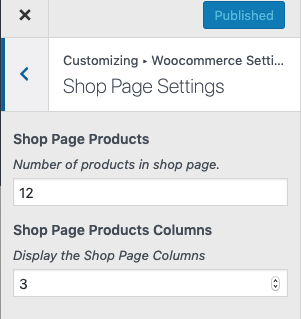 Published
Customizing ▸ Woocommerce Setti...
Shop Page Settings
Shop Page Products
Number of products in shop page.
12
Shop Page Products Columns
Display the Shop Page Columns
3